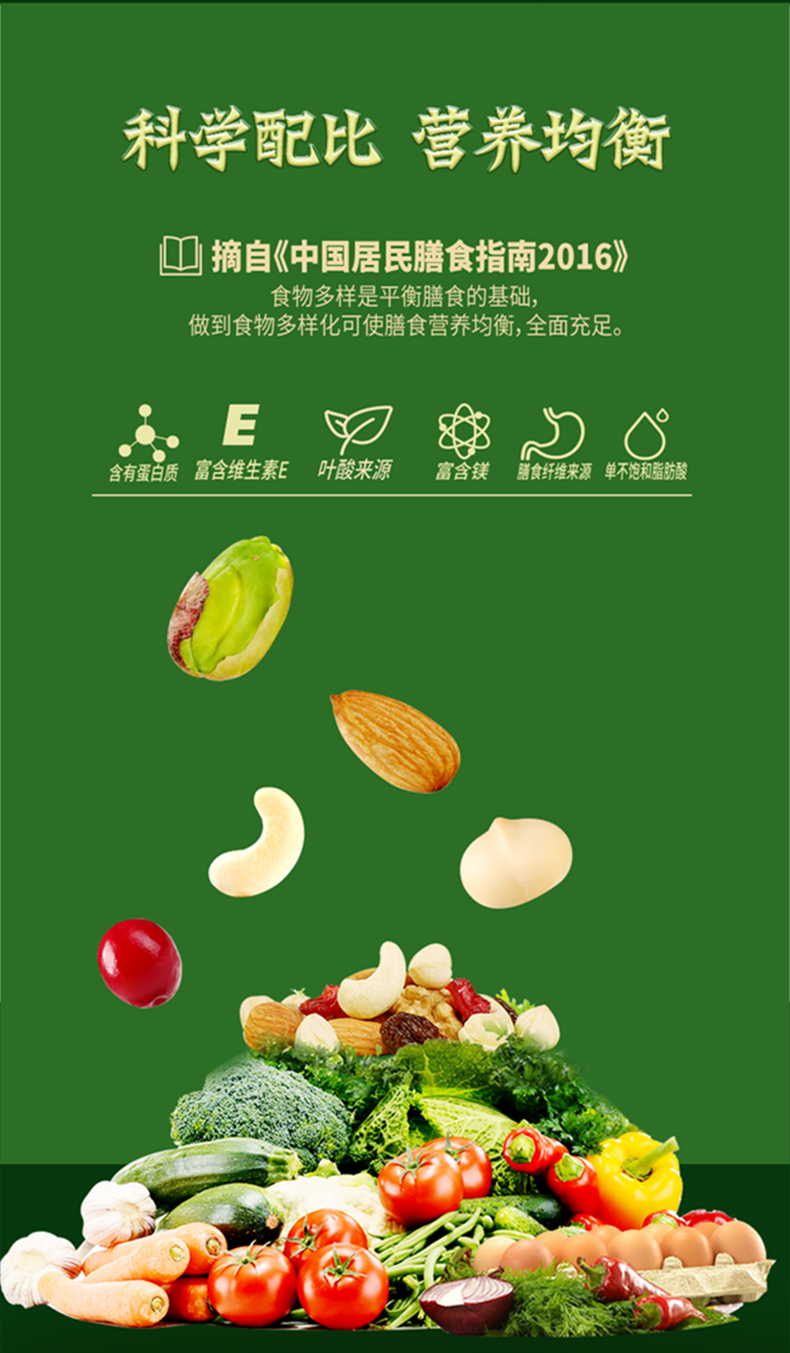 科学配比 营养均衡
摘自《中国居民膳食指南2016》
食物多样是平衡膳食的基础,
做到食物多样化可使膳食营养均衡,全面充足。
E
含有蛋白质 富含维生素E 叶酸来源 富含镁 膳食纤维来源 单不饱和脂肪酸